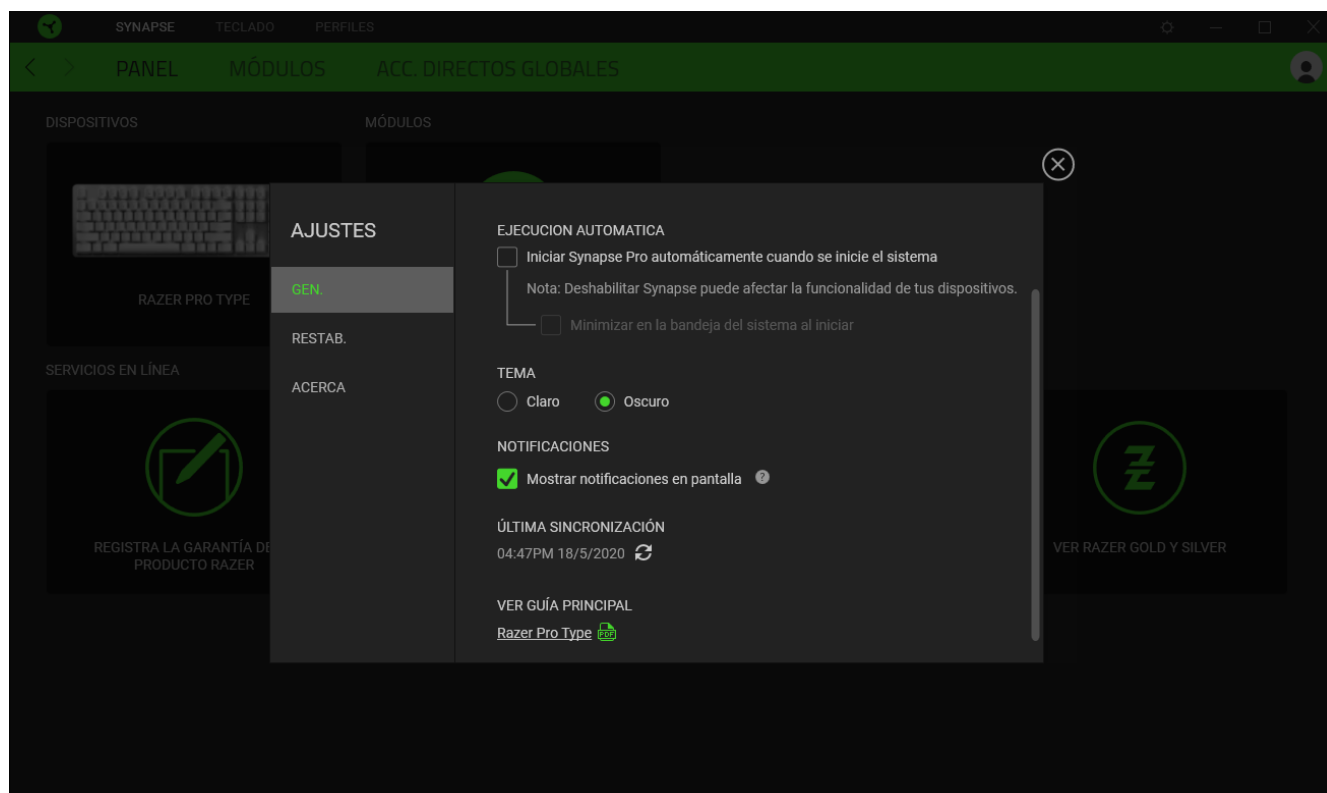 SYNAPSE TECLADO PERFILES
PANEL MÓDULOS ACC. DIRECTOS GLOBALES
DISPOSITIVOS MÓDULOS
RAZER PRO TYPE
SERVICIOS EN LÍNEA
REGISTRA LA GARANTÍA DE
PRODUCTO RAZER
VER RAZER GOLD Y SILVER
AJUSTES
GEN.
RESTAB.
ACERCA
EJECUCION AUTOMATICA
Iniciar Synapse Pro automáticamente cuando se inicie el sistema
Nota: Deshabilitar Synapse puede afectar la funcionalidad de tus dispositivos.
Minimizar en la bandeja del sistema al iniciar
TEMA
Claro Oscuro
NOTIFICACIONES
Mostrar notificaciones en pantalla ?
ÚLTIMA SINCRONIZACIÓN
04:47PM 18/5/2020
VER GUÍA PRINCIPAL
Razer Pro Type PDF